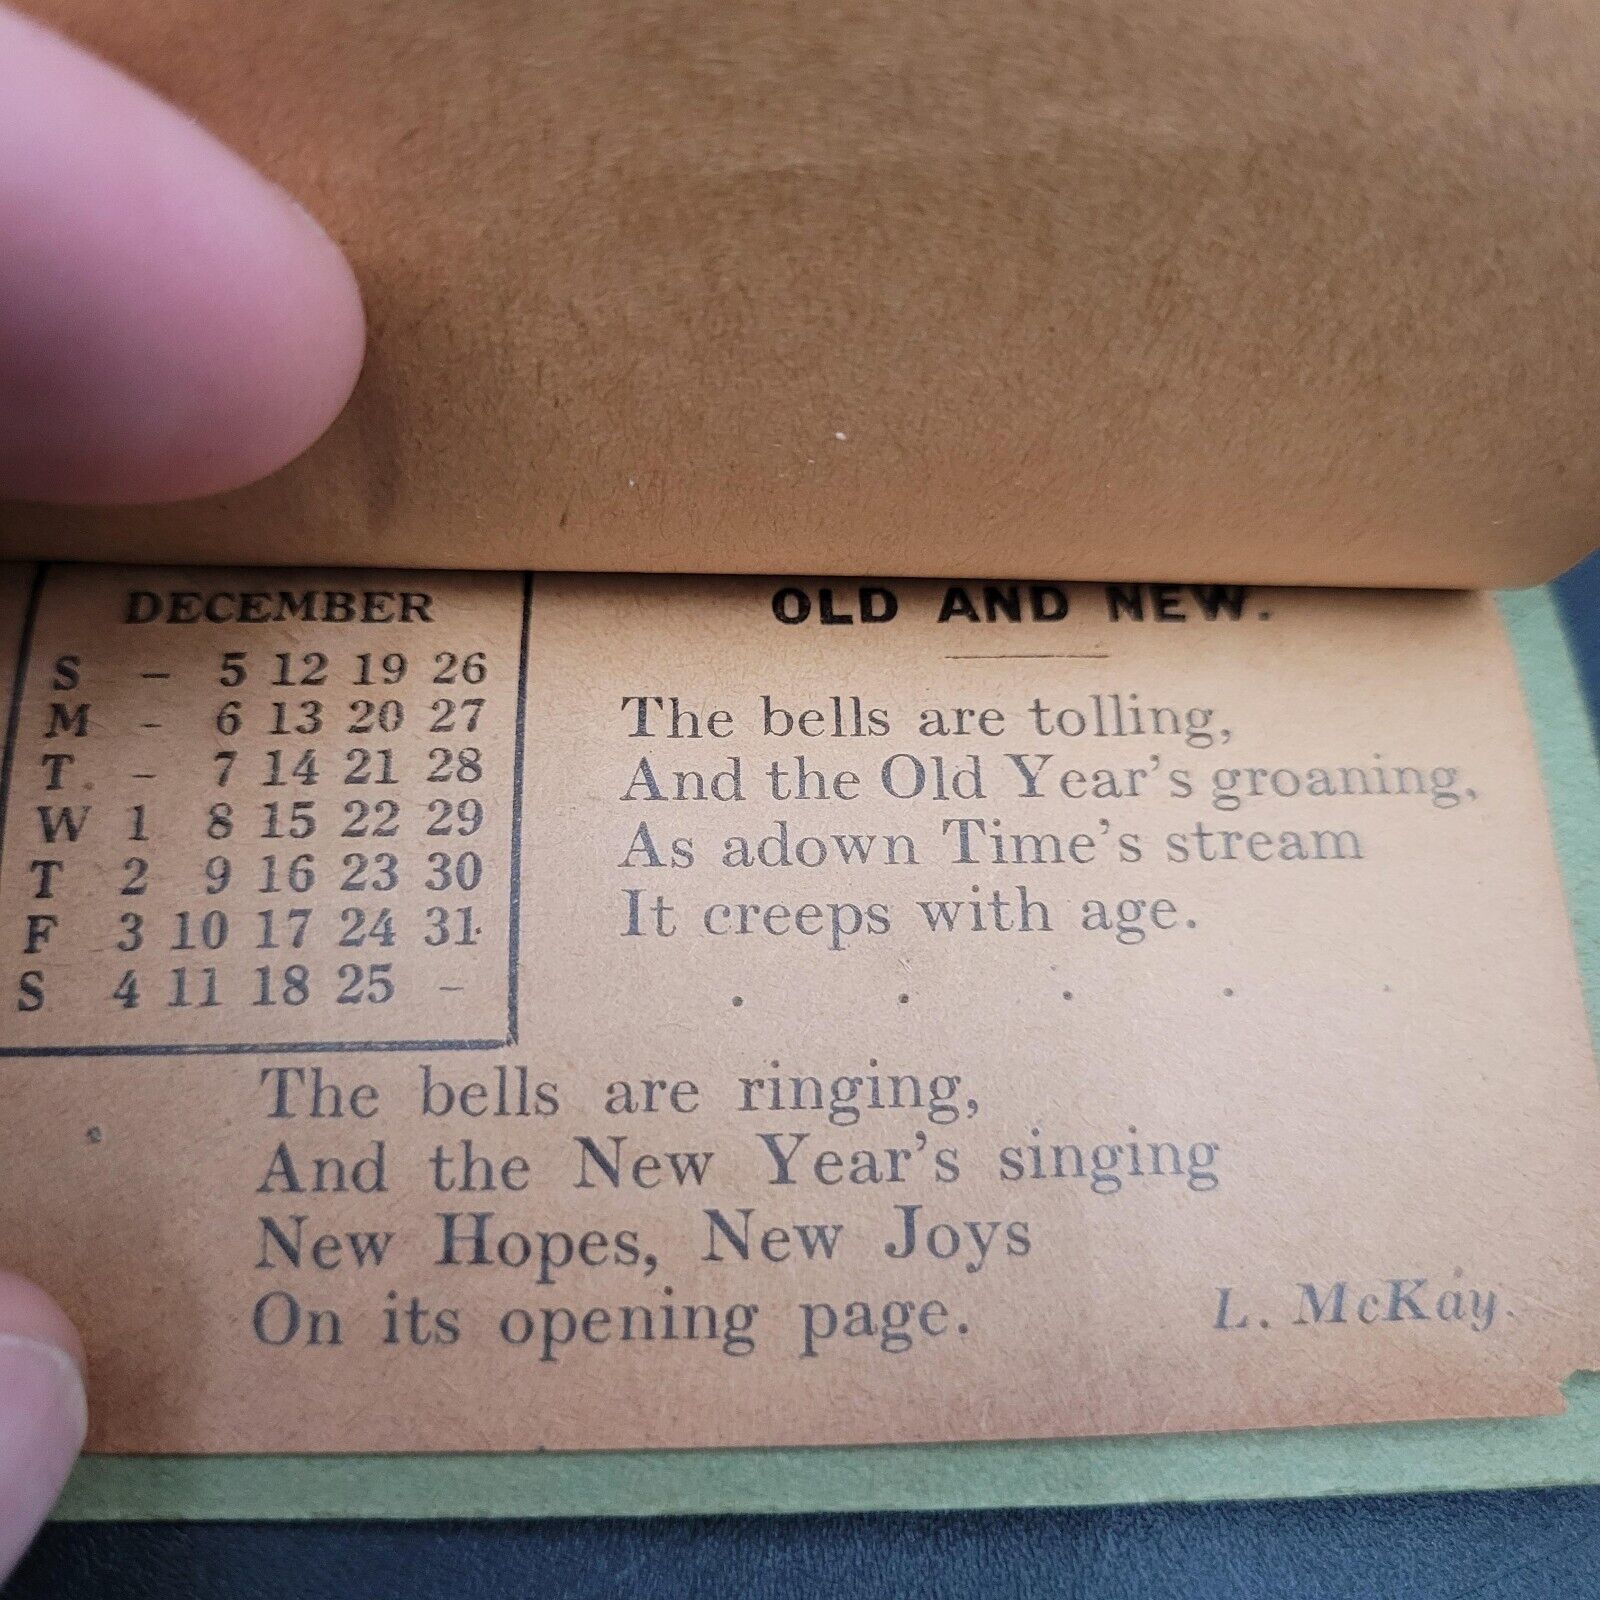 DECEMBER
S - 5 12 19 26
M - 6 13 20 27
T. - 7 14 21 28
W 1 8 15 22 29
T 2 9 16 23 30
F 3 10 17 24 31
S 4 11 18 25 -
OLD AND NEW.
The bells are tolling,
And the Old Year's groaning,
As adown Time's stream
It creeps with age.
. . . . .
The bells are ringing,
And the New Year's singing
New Hopes, New Joys
On its opening page.
L. McKay.